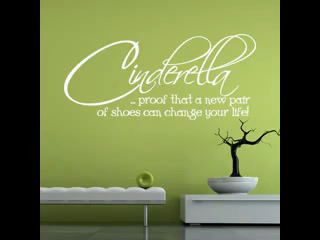 Cinderella
... proof that a new pair
of shoes can change your life!